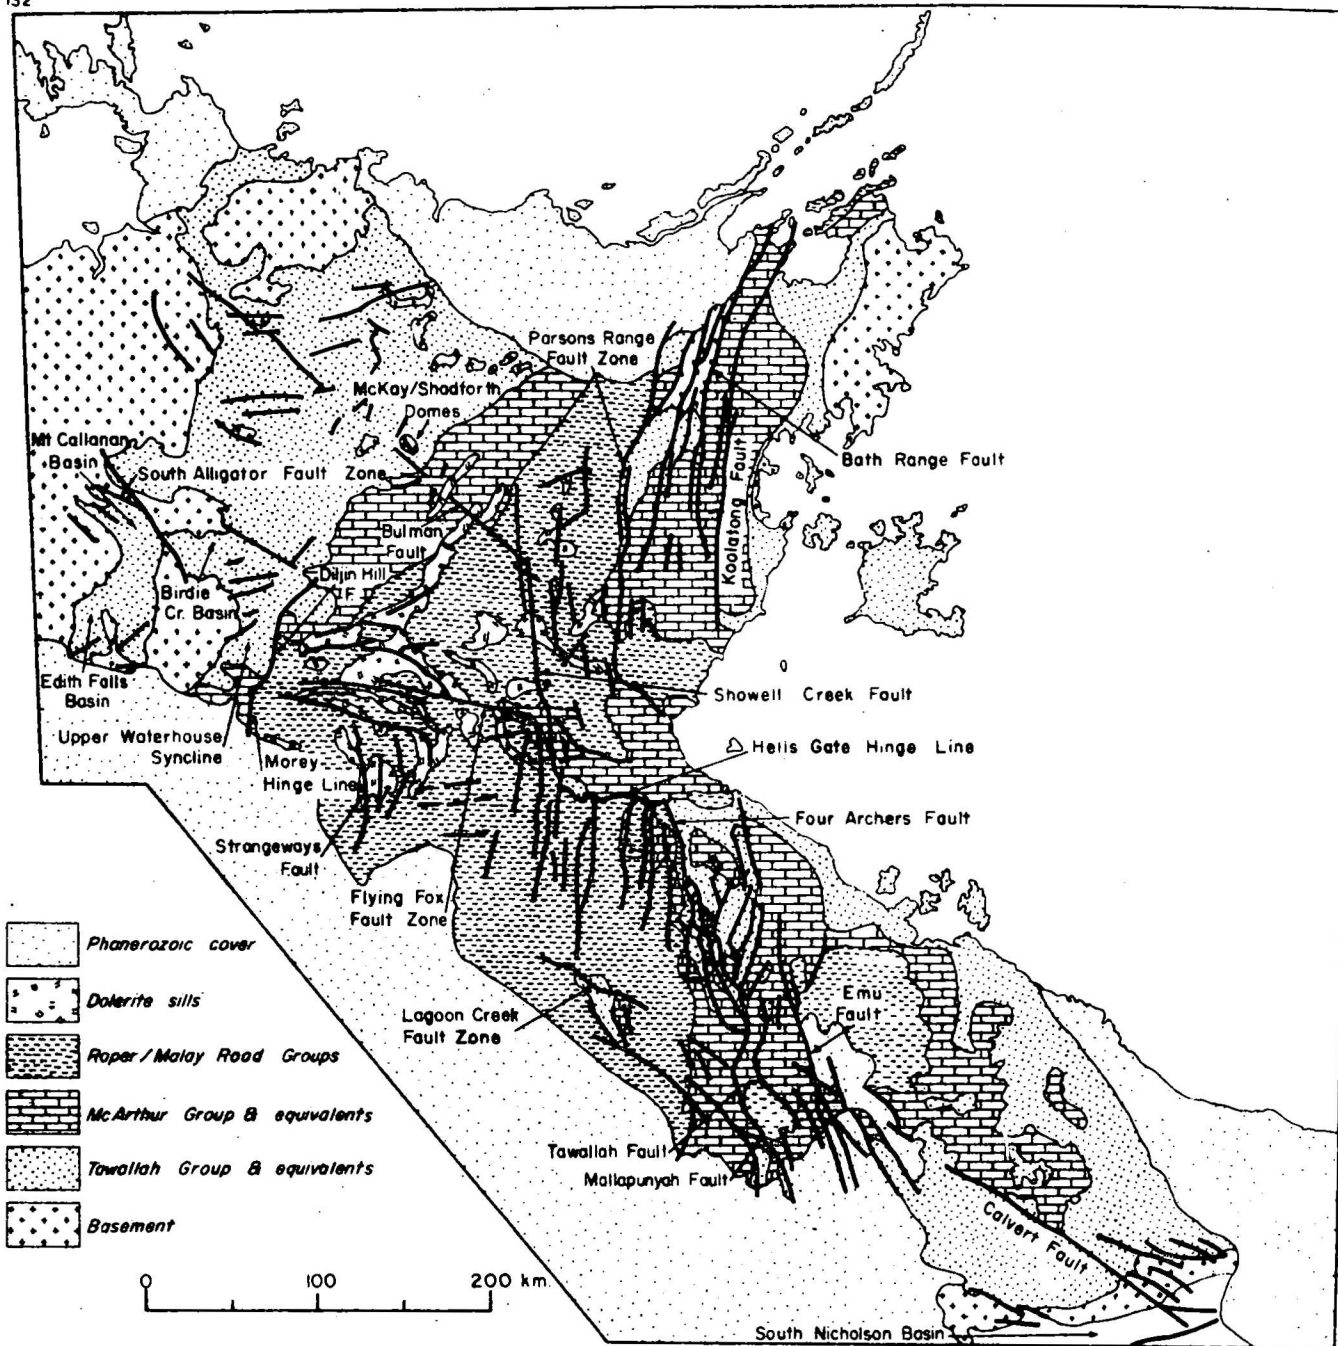 132
Parsons Range
Fault Zone
McKay/Shadforth
Domes
Mt Callanan
Basin
South Alligator Fault Zone
Bath Range Fault
Koolatong Fault
Bulman
Fault
Diljin Hill
F
Birdie
Cr. Basin
Edith Falls
Basin
Showell Creek Fault
Upper Waterhouse
Syncline
Morey
Hinge Line
Hells Gate Hinge Line
Four Archers Fault
Strangeways
Fault
Flying Fox
Fault Zone
Phanerozoic cover
Dolerite sills
Lagoon Creek
Fault Zone
Emu
Fault
Roper/Malay Road Groups
McArthur Group & equivalents
Tawallah Fault
Mallapunyah Fault
Tawallah Group & equivalents
Basement
Calvert Fault
0 100 200 km.
South Nicholson Basin